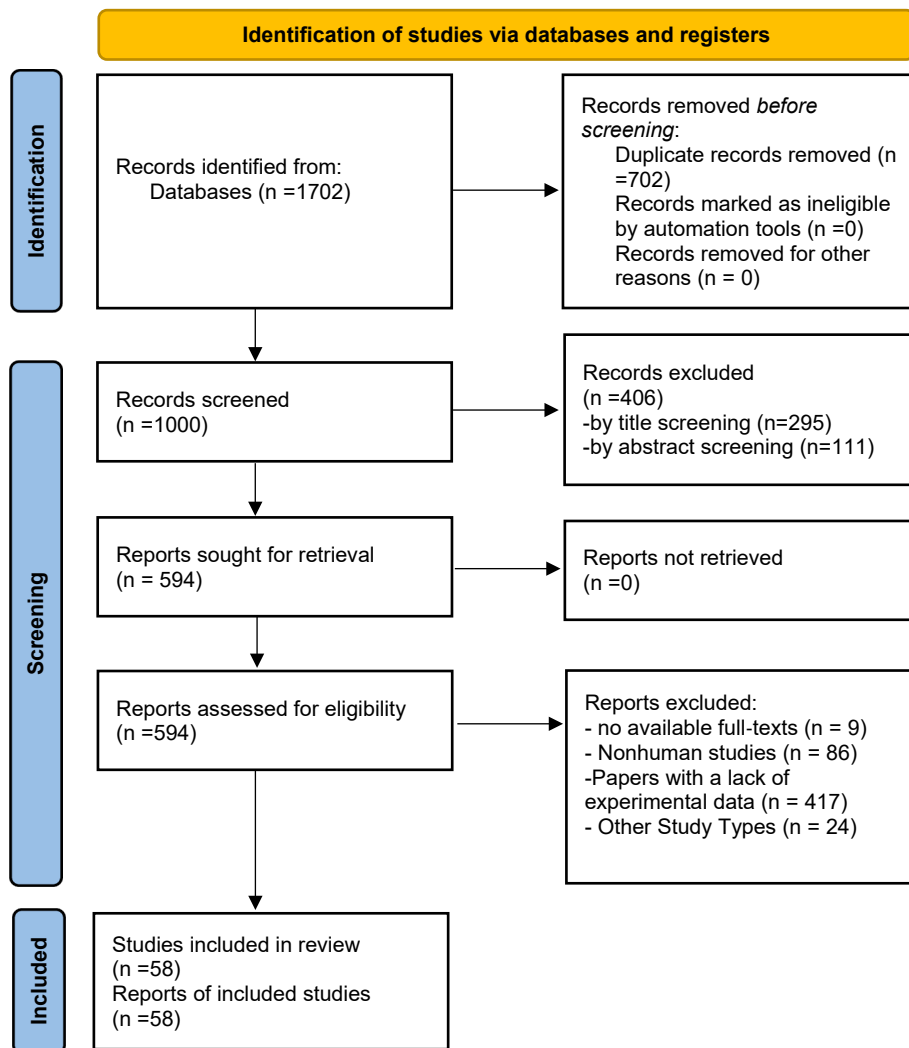 Identification of studies via databases and registers
Identification
Records identified from:
Databases (n =1702)
Records removed before
screening:
Duplicate records removed (n
=702)
Records marked as ineligible
by automation tools (n =0)
Records removed for other
reasons (n = 0)
Screening
Records screened
(n =1000)
Records excluded
(n =406)
-by title screening (n=295)
-by abstract screening (n=111)
Reports sought for retrieval
(n = 594)
Reports not retrieved
(n =0)
Reports assessed for eligibility
(n =594)
Reports excluded:
- no available full-texts (n = 9)
- Nonhuman studies (n = 86)
-Papers with a lack of
experimental data (n = 417)
- Other Study Types (n = 24)
Included
Studies included in review
(n =58)
Reports of included studies
(n =58)